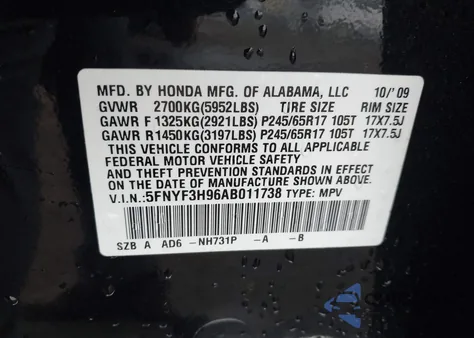 MFD. BY HONDA MFG. OF ALABAMA, LLC 10/'09
GVWR 2700KG(5952LBS) TIRE SIZE RIM SIZE
GAWR F 1325KG(2921LBS) P245/65R17 105T 17X7.5J
GAWR R1450KG(3197LBS) P245/65R17 105T 17X7.5J
THIS VEHICLE CONFORMS TO ALL APPLICABLE
FEDERAL MOTOR VEHICLE SAFETY
AND THEFT PREVENTION STANDARDS IN EFFECT
ON THE DATE OF MANUFACTURE SHOWN ABOVE.
V.I.N.:5FNYF3H96AB011738 TYPE: MPV
SZB A AD6 -NH731P -A -B